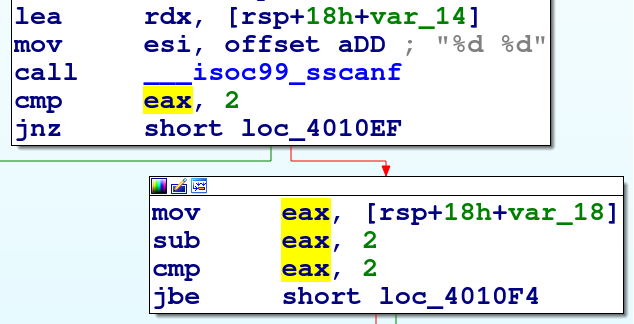 lea rdx, [rsp+18h+var_14]
mov esi, offset aDD ; "%d %d"
call ___isoc99_sscanf
cmp eax, 2
jnz short loc_4010EF
mov eax, [rsp+18h+var_18]
sub eax, 2
cmp eax, 2
jbe short loc_4010F4